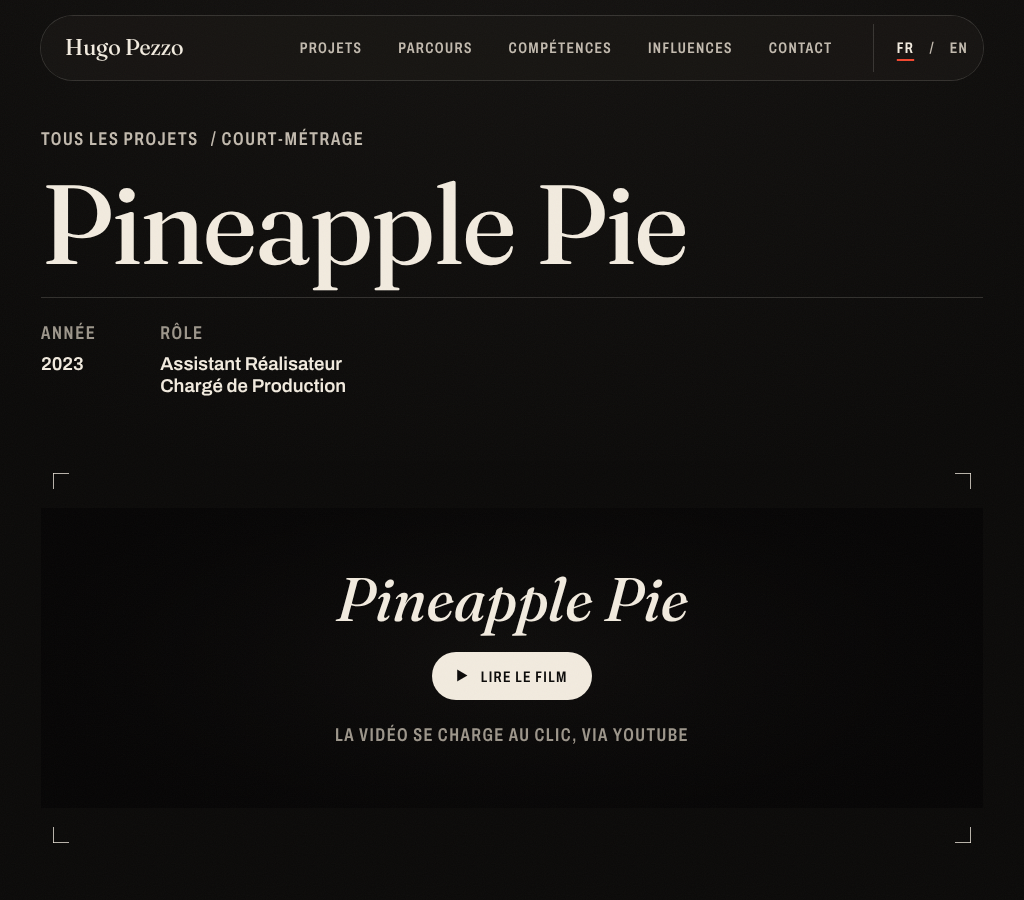 Hugo Pezzo
PROJETS PARCOURS COMPÉTENCES INFLUENCES CONTACT FR / EN
TOUS LES PROJETS / COURT-MÉTRAGE
Pineapple Pie
ANNÉE RÔLE
2023 Assistant Réalisateur
Chargé de Production
Pineapple Pie
LIRE LE FILM
LA VIDÉO SE CHARGE AU CLIC, VIA YOUTUBE